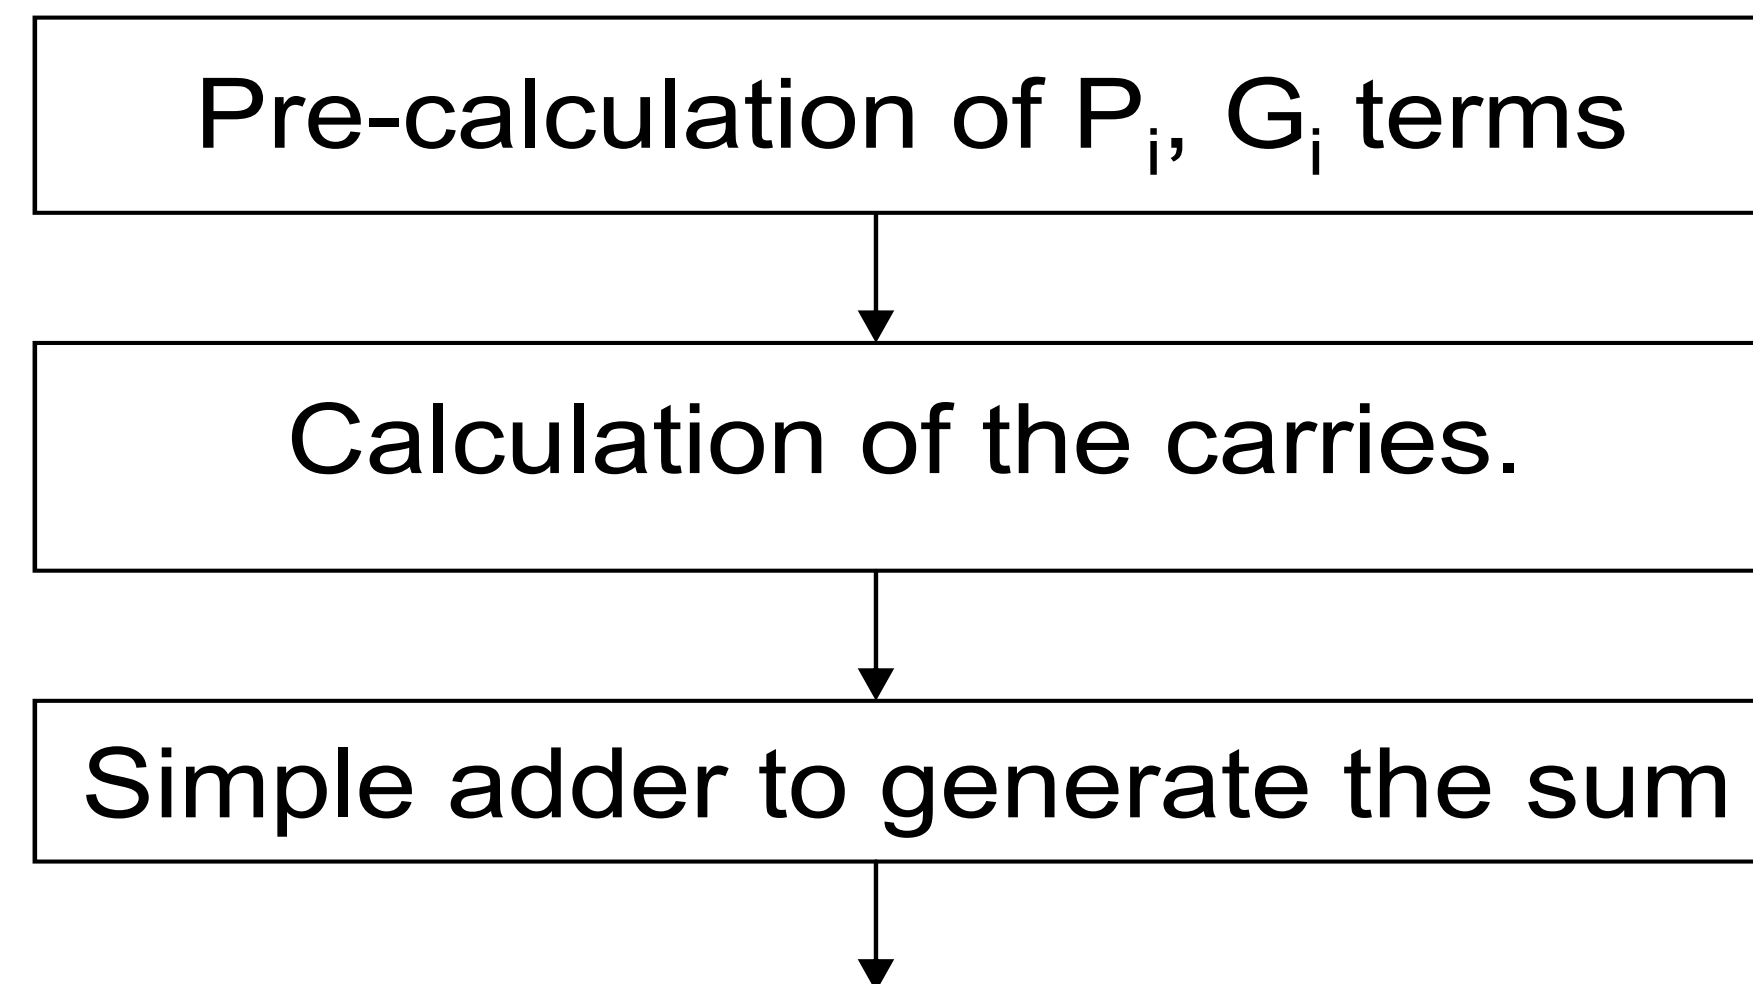 Pre-calculation of Pᵢ, Gᵢ terms
Calculation of the carries.
Simple adder to generate the sum